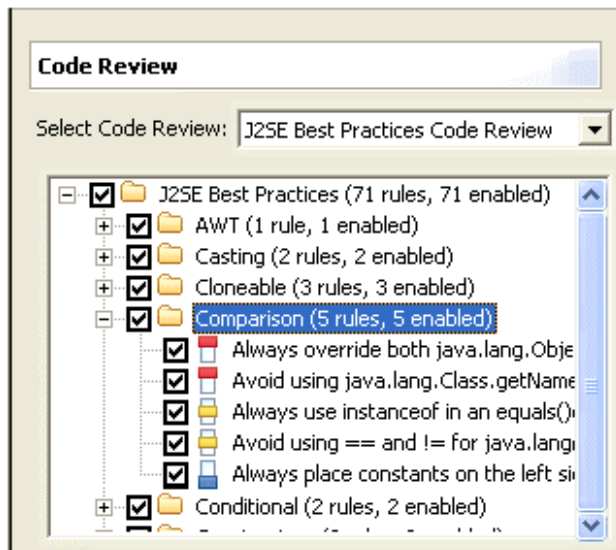 Code Review
Select Code Review: J2SE Best Practices Code Review
J2SE Best Practices (71 rules, 71 enabled)
AWT (1 rule, 1 enabled)
Casting (2 rules, 2 enabled)
Cloneable (3 rules, 3 enabled)
Comparison (5 rules, 5 enabled)
Always override both java.lang.Obje
Avoid using java.lang.Class.getName
Always use instanceof in an equals()
Avoid using == and != for java.lang
Always place constants on the left si
Conditional (2 rules, 2 enabled)